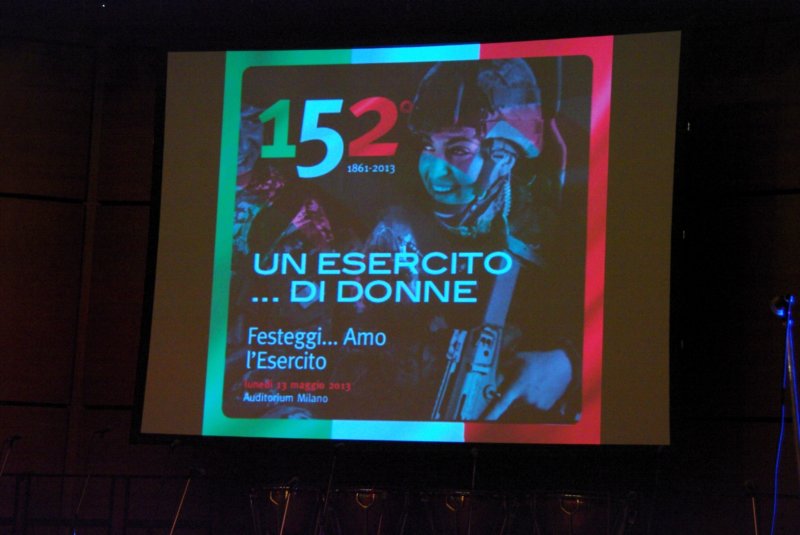 152°
1861-2013
UN ESERCITO
... DI DONNE
Festeggi... Amo
l'Esercito
lunedì 13 maggio 2013
Auditorium Milano